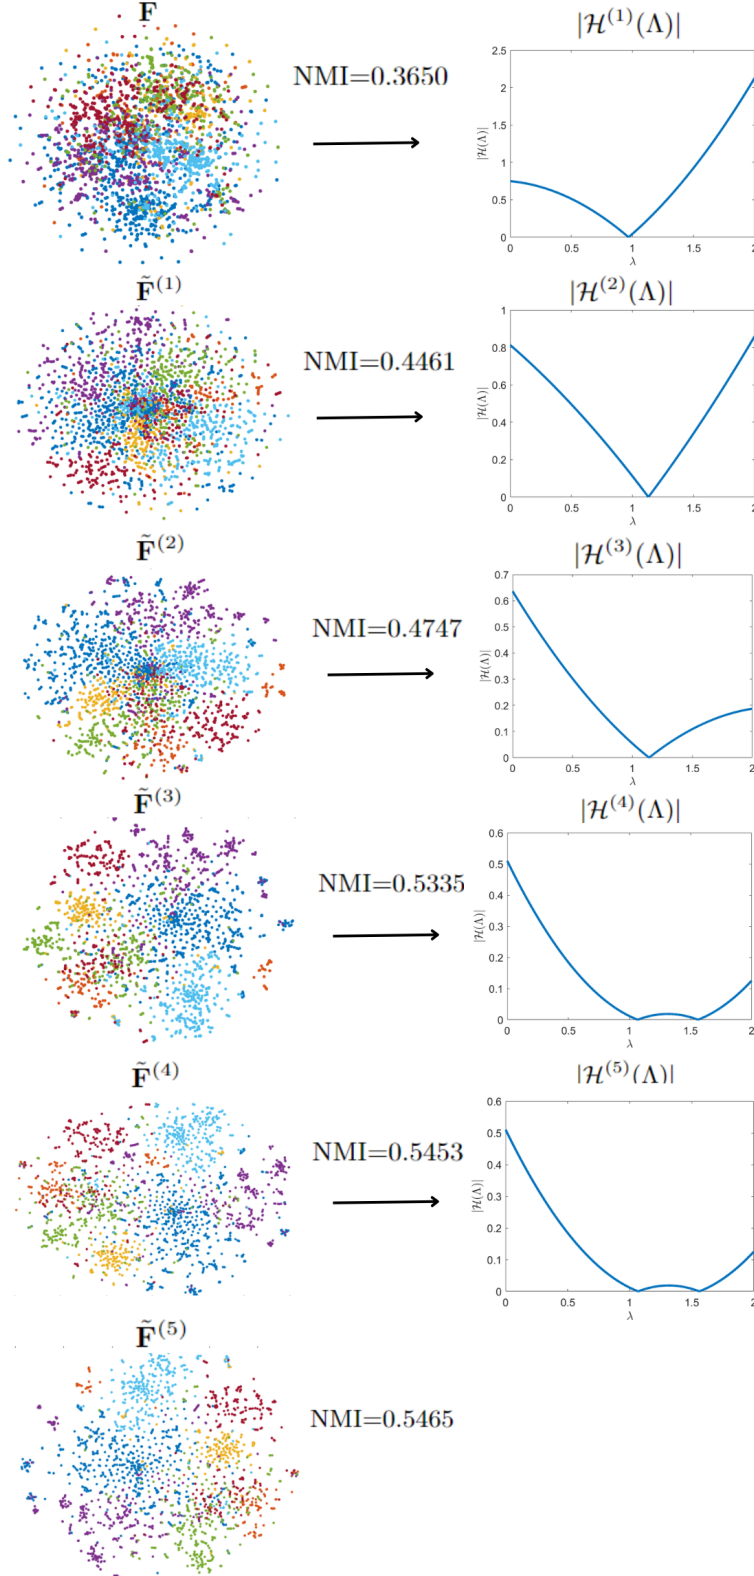 F
|ℋ⁽¹⁾(Λ)|
NMI=0.3650
2.5
2
1.5
1
0.5
0
|ℋ(Λ)|
0 0.5 1 1.5 2
λ
F̃⁽¹⁾
|ℋ⁽²⁾(Λ)|
NMI=0.4461
1
0.8
0.6
0.4
0.2
0
|ℋ(Λ)|
0 0.5 1 1.5 2
λ
F̃⁽²⁾
|ℋ⁽³⁾(Λ)|
NMI=0.4747
0.7
0.6
0.5
0.4
0.3
0.2
0.1
0
|ℋ(Λ)|
0 0.5 1 1.5 2
λ
F̃⁽³⁾
|ℋ⁽⁴⁾(Λ)|
NMI=0.5335
0.6
0.5
0.4
0.3
0.2
0.1
0
|ℋ(Λ)|
0 0.5 1 1.5 2
λ
F̃⁽⁴⁾
|ℋ⁽⁵⁾(Λ)|
NMI=0.5453
0.6
0.5
0.4
0.3
0.2
0.1
0
|ℋ(Λ)|
0 0.5 1 1.5 2
λ
F̃⁽⁵⁾
NMI=0.5465